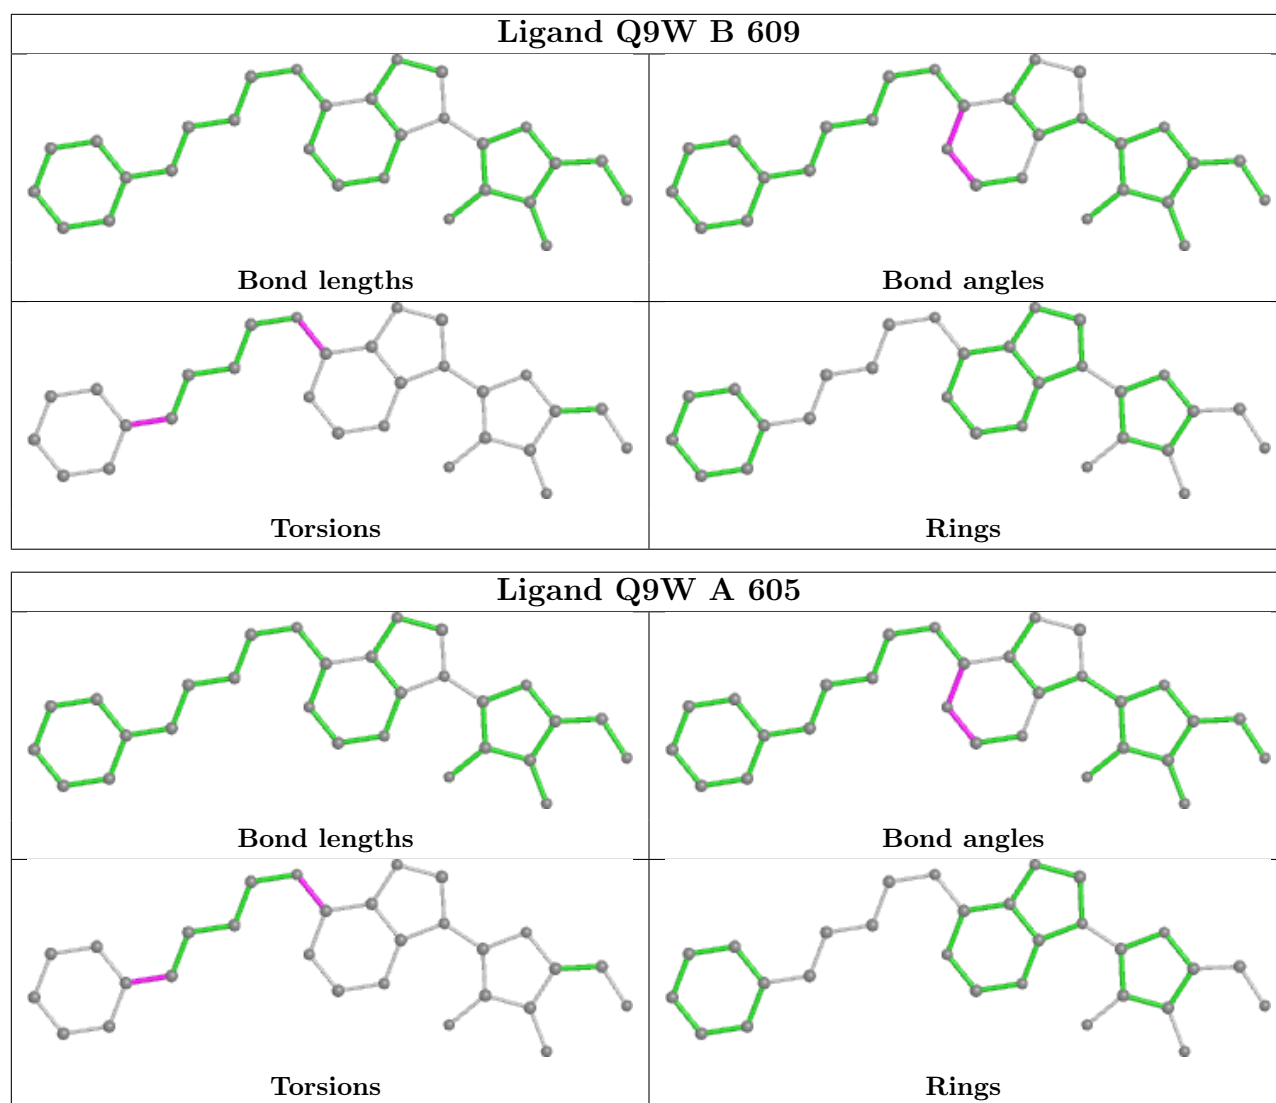 Ligand Q9W B 609
Bond lengths
Bond angles
Torsions
Rings
Ligand Q9W A 605
Bond lengths
Bond angles
Torsions
Rings